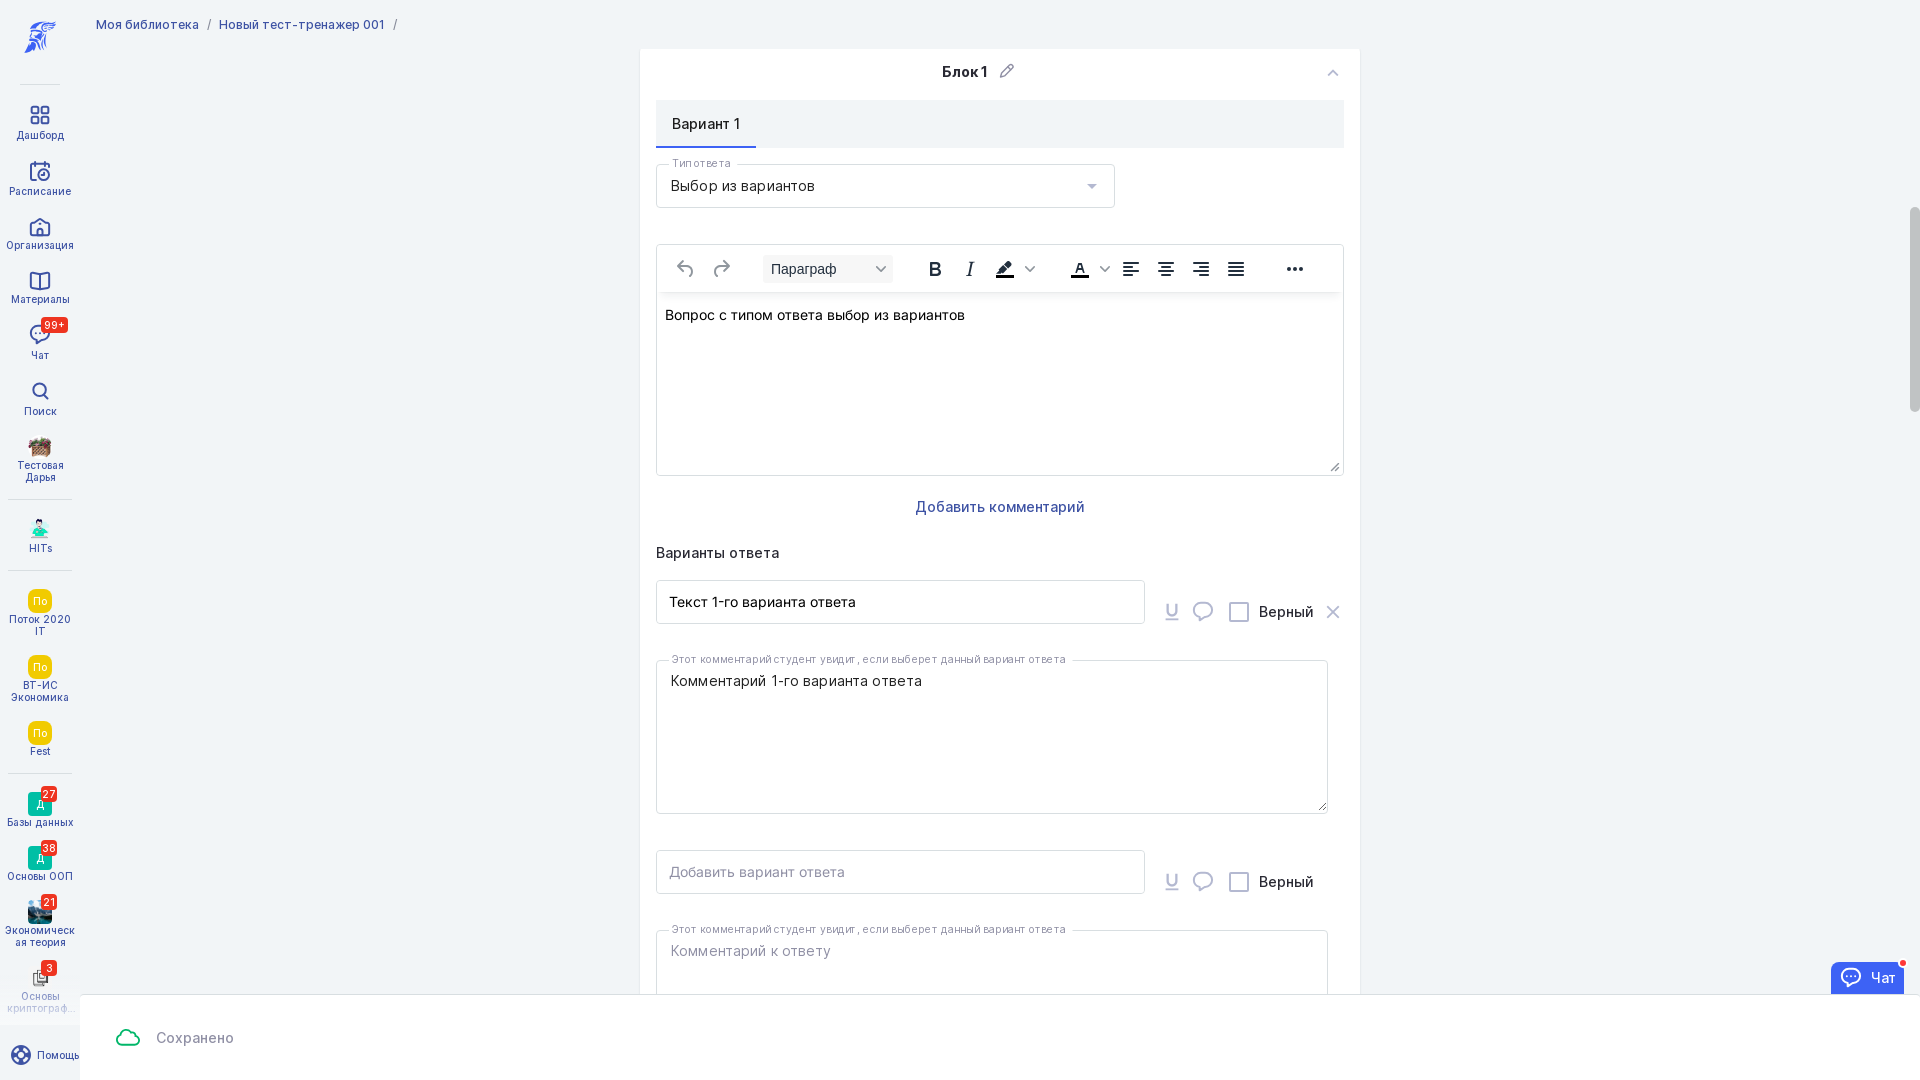 Моя библиотека / Новый тест-тренажер 001 /
Дашборд
Расписание
Организация
Материалы
99+
Чат
Поиск
Тестовая
Дарья
HITs
По
Поток 2020
IT
По
ВТ-ИС
Экономика
По
Fest
27
Д
Базы данных
38
Д
Основы ООП
21
Экономическ
ая теория
3
Основы
криптограф...
Помощь
Блок 1
Вариант 1
Тип ответа
Выбор из вариантов
Параграф
Вопрос с типом ответа выбор из вариантов
Добавить комментарий
Варианты ответа
Текст 1-го варианта ответа
Верный
Этот комментарий студент увидит, если выберет данный вариант ответа
Комментарий 1-го варианта ответа
Добавить вариант ответа
Верный
Этот комментарий студент увидит, если выберет данный вариант ответа
Комментарий к ответу
Чат
Сохранено